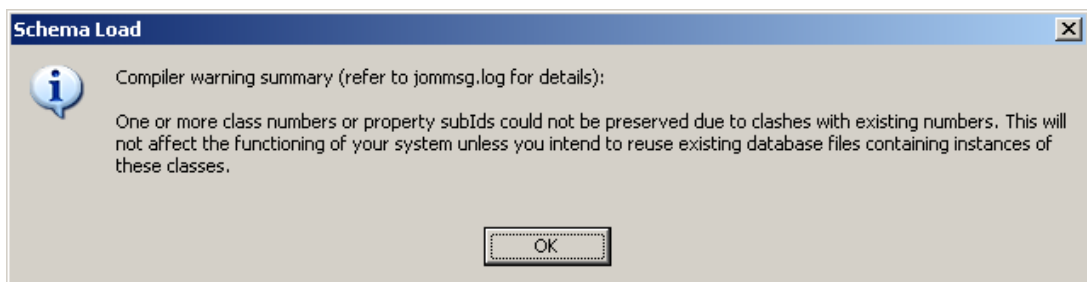 Schema Load
Compiler warning summary (refer to jommsg.log for details):
One or more class numbers or property subIds could not be preserved due to clashes with existing numbers. This will
not affect the functioning of your system unless you intend to reuse existing database files containing instances of
these classes.
OK